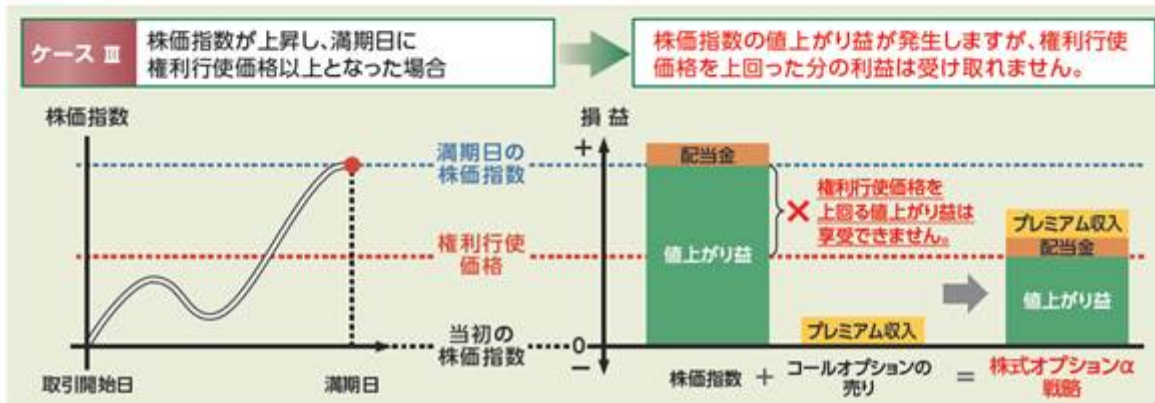 ケース Ⅲ
株価指数が上昇し、満期日に
権利行使価格以上となった場合
株価指数の値上がり益が発生しますが、権利行使
価格を上回った分の利益は受け取れません。
株価指数
満期日の
株価指数
権利行使
価格
当初の
株価指数
取引開始日
満期日
損 益
＋
0
－
配当金
値上がり益
×
権利行使価格を
上回る値上がり益は
享受できません。
プレミアム収入
プレミアム収入
配当金
値上がり益
株価指数
＋
コールオプションの
売り
＝
株式オプションα
戦略